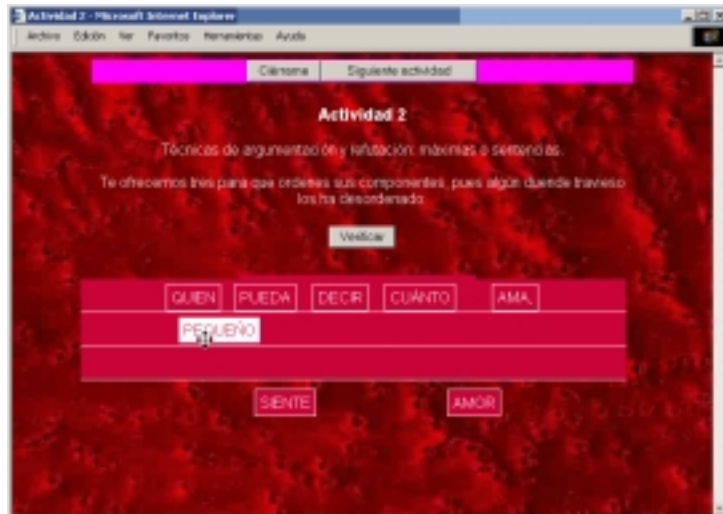 Actividad 2 - Microsoft Internet Explorer
Archivo Edición Ver Favoritos Herramientas Ayuda
Ciérrame Siguiente actividad
Actividad 2
Técnicas de argumentación y refutación: máximas o sentencias.
Te ofrecemos tres para que ordenes sus componentes, pues algún duende travieso
los ha desordenado
Verificar
QUIEN PUEDA DECIR CUÁNTO AMA,
PEQUEÑO
SIENTE AMOR